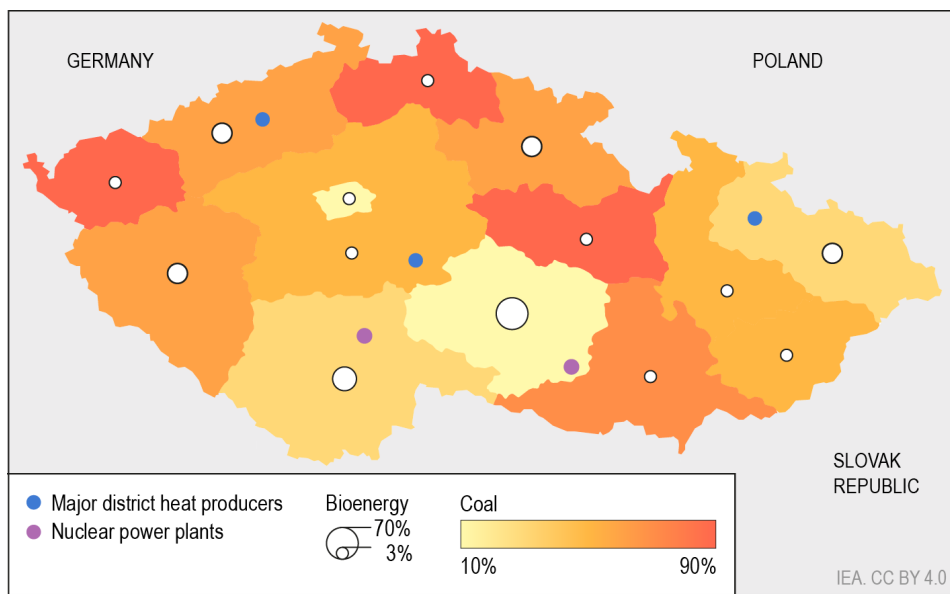 GERMANY
POLAND
SLOVAK
REPUBLIC
Major district heat producers
Nuclear power plants
Bioenergy
70%
3%
Coal
10%
90%
IEA. CC BY 4.0